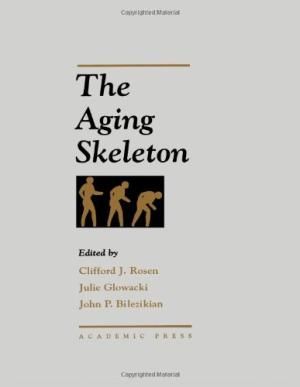 Copyrighted Material
The
Aging
Skeleton
Edited by
Clifford J. Rosen
Julie Glowacki
John P. Bilezikian
ACADEMIC PRESS
Copyrighted Material